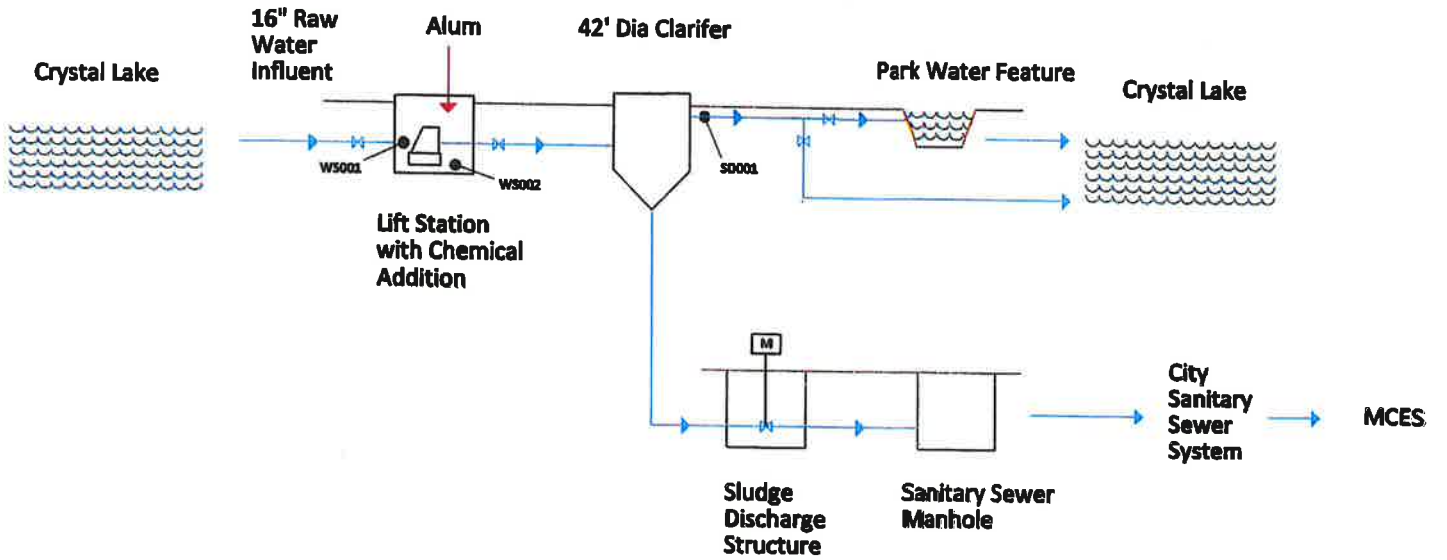 Crystal Lake
16" Raw
Water
Influent
Alum
42' Dia Clarifer
Park Water Feature
Crystal Lake
WS001
WS002
SD001
Lift Station
with Chemical
Addition
M
Sludge
Discharge
Structure
Sanitary Sewer
Manhole
City
Sanitary
Sewer
System
MCES